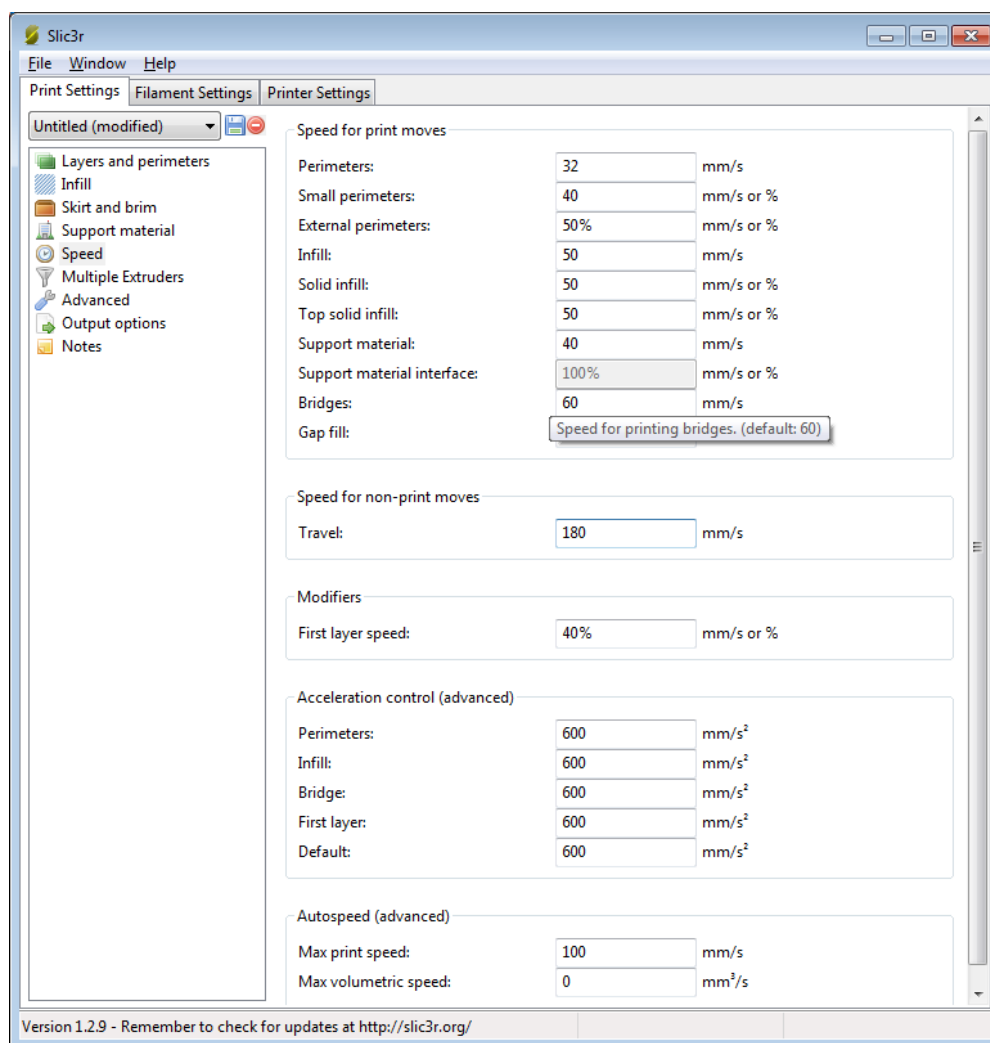 Slic3r
File Window Help
Print Settings Filament Settings Printer Settings
Untitled (modified)
Layers and perimeters
Infill
Skirt and brim
Support material
Speed
Multiple Extruders
Advanced
Output options
Notes
Speed for print moves
Perimeters: 32 mm/s
Small perimeters: 40 mm/s or %
External perimeters: 50% mm/s or %
Infill: 50 mm/s
Solid infill: 50 mm/s or %
Top solid infill: 50 mm/s or %
Support material: 40 mm/s
Support material interface: 100% mm/s or %
Bridges: 60 mm/s
Gap fill:
Speed for printing bridges. (default: 60)
Speed for non-print moves
Travel: 180 mm/s
Modifiers
First layer speed: 40% mm/s or %
Acceleration control (advanced)
Perimeters: 600 mm/s²
Infill: 600 mm/s²
Bridge: 600 mm/s²
First layer: 600 mm/s²
Default: 600 mm/s²
Autospeed (advanced)
Max print speed: 100 mm/s
Max volumetric speed: 0 mm³/s
Version 1.2.9 - Remember to check for updates at http://slic3r.org/